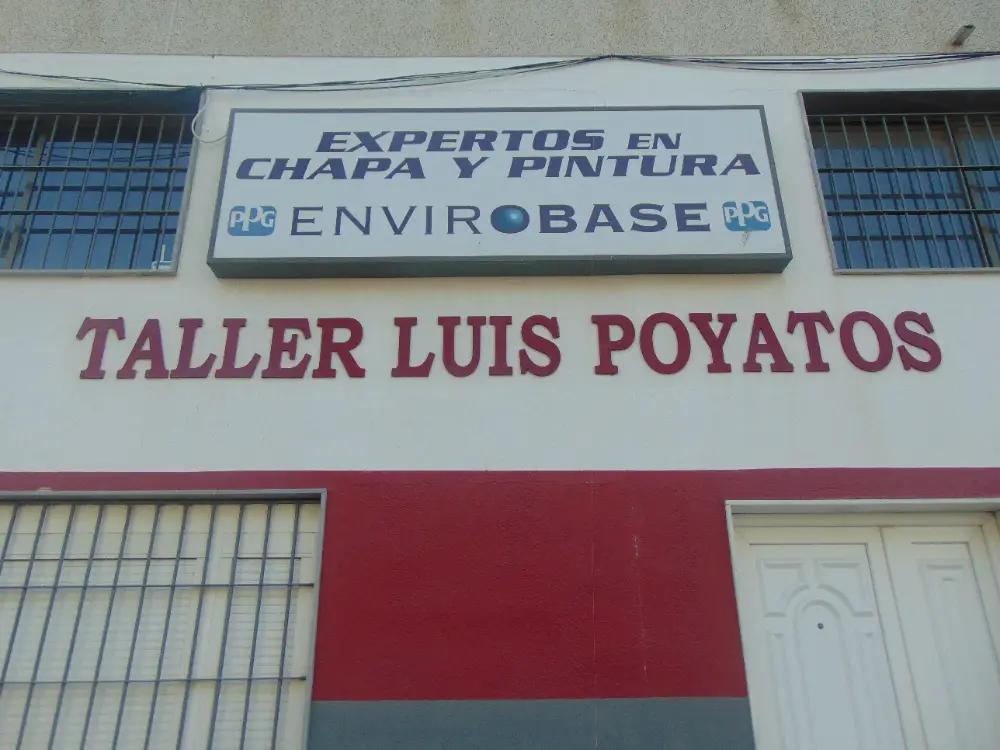 EXPERTOS EN
CHAPA Y PINTURA
PPG ENVIROBASE PPG
TALLER LUIS POYATOS